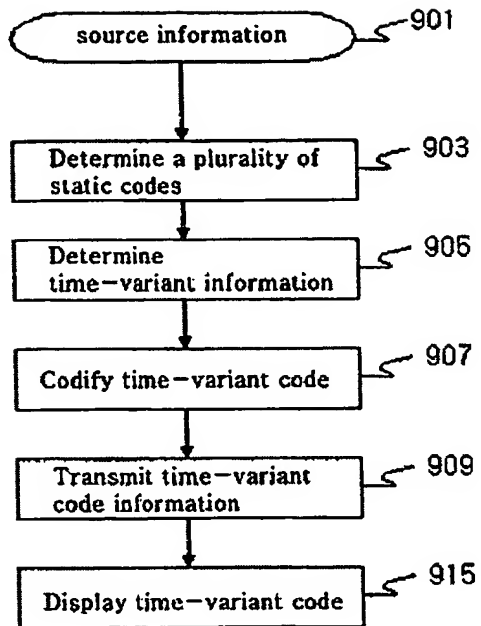 source information
901
Determine a plurality of
static codes
903
Determine
time-variant information
905
Codify time-variant code
907
Transmit time-variant
code information
909
Display time-variant code
915